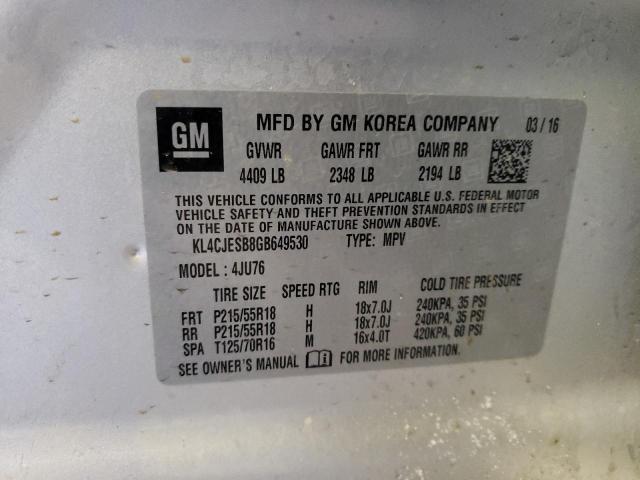 GM
MFD BY GM KOREA COMPANY 03 / 16
GVWR GAWR FRT GAWR RR
4409 LB 2348 LB 2194 LB
THIS VEHICLE CONFORMS TO ALL APPLICABLE U.S. FEDERAL MOTOR
VEHICLE SAFETY AND THEFT PREVENTION STANDARDS IN EFFECT
ON THE DATE OF MANUFACTURE SHOWN ABOVE.
KL4CJESB8GB649530 TYPE: MPV
MODEL : 4JU76
TIRE SIZE SPEED RTG RIM COLD TIRE PRESSURE
FRT P215/55R18 H 18x7.0J 240KPA, 35 PSI
RR P215/55R18 H 18x7.0J 240KPA, 35 PSI
SPA T125/70R16 M 16x4.0T 420KPA, 60 PSI
SEE OWNER'S MANUAL FOR MORE INFORMATION.